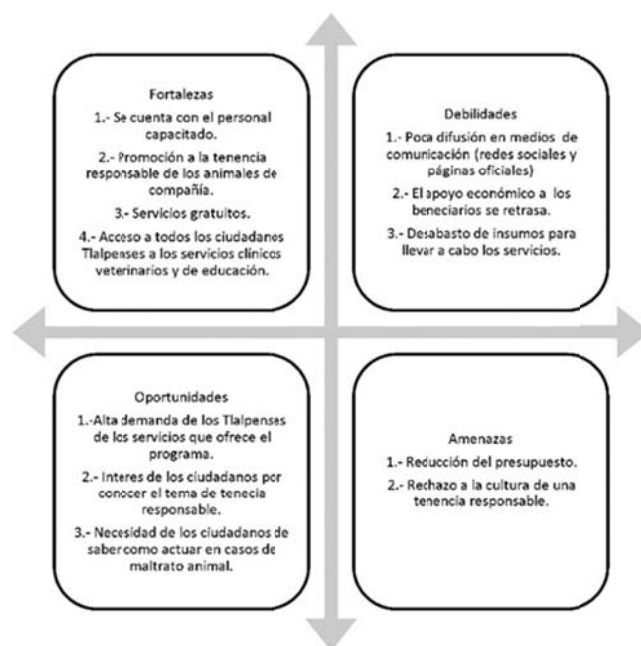 Fortalezas
1.- Se cuenta con el personal
capacitado.
2.- Promoción a la tenencia
responsable de los animales de
compañía.
3.- Servicios gratuitos.
4.- Acceso a todos los ciudadanos
Tlalpenses a los servicios clínicos
veterinarios y de educación.
Debilidades
1.- Poca difusión en medios de
comunicación (redes sociales y
páginas oficiales)
2.- El apoyo económico a los
beneciarios se retrasa.
3.- Desabasto de insumos para
llevar a cabo los servicios.
Oportunidades
1.-Alta demanda de los Tlalpenses
de los servicios que ofrece el
programa.
2.- Interes de los ciudadanos por
conocer el tema de tenecia
responsable.
3.- Necesidad de los ciudadanos de
saber como actuar en casos de
maltrato animal.
Amenazas
1.- Reducción del presupuesto.
2.- Rechazo a la cultura de una
tenencia responsable.